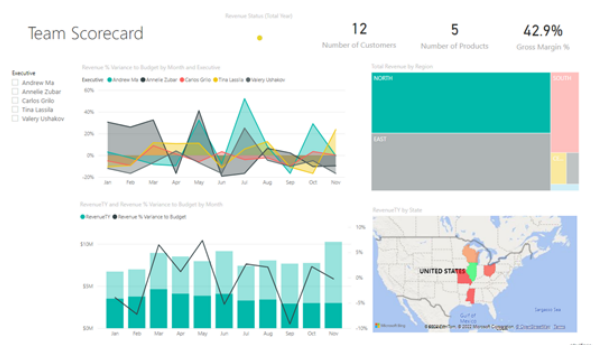 Team Scorecard
Revenue Status (Total Year)
12
Number of Customers
5
Number of Products
42.9%
Gross Margin %
Executive
Andrew Ma
Annelie Zubar
Carlos Grilo
Tina Lassila
Valery Ushakov
Revenue % Variance to Budget by Month and Executive
Executive Andrew Ma Annelie Zubar Carlos Grilo Tina Lassila Valery Ushakov
60%
40%
20%
0%
-20%
Jan Feb Mar Apr May Jun Jul Aug Sep Oct Nov
Total Revenue by Region
NORTH
SOUTH
EAST
RevenueTY and Revenue % Variance to Budget by Month
RevenueTY Revenue % Variance to Budget
$10M
$5M
$0M
10%
5%
0%
-5%
-10%
Jan Feb Mar Apr May Jun Jul Aug Sep Oct Nov
RevenueTY by State
UNITED STATES
Gulf of
Mexico
Sargasso Sea